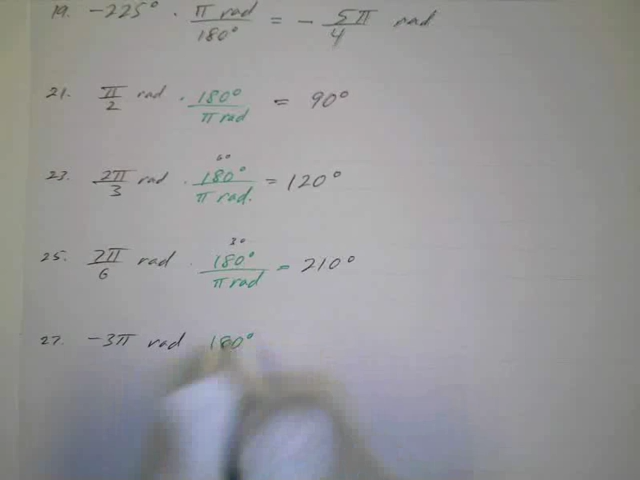 19. -225° · π rad / 180° = - 5π / 4 rad
21. π / 2 rad · 180° / π rad = 90°
60°
23. 2π / 3 rad · 180° / π rad. = 120°
30°
25. 7π / 6 rad · 180° / π rad = 210°
27. -3π rad 180°